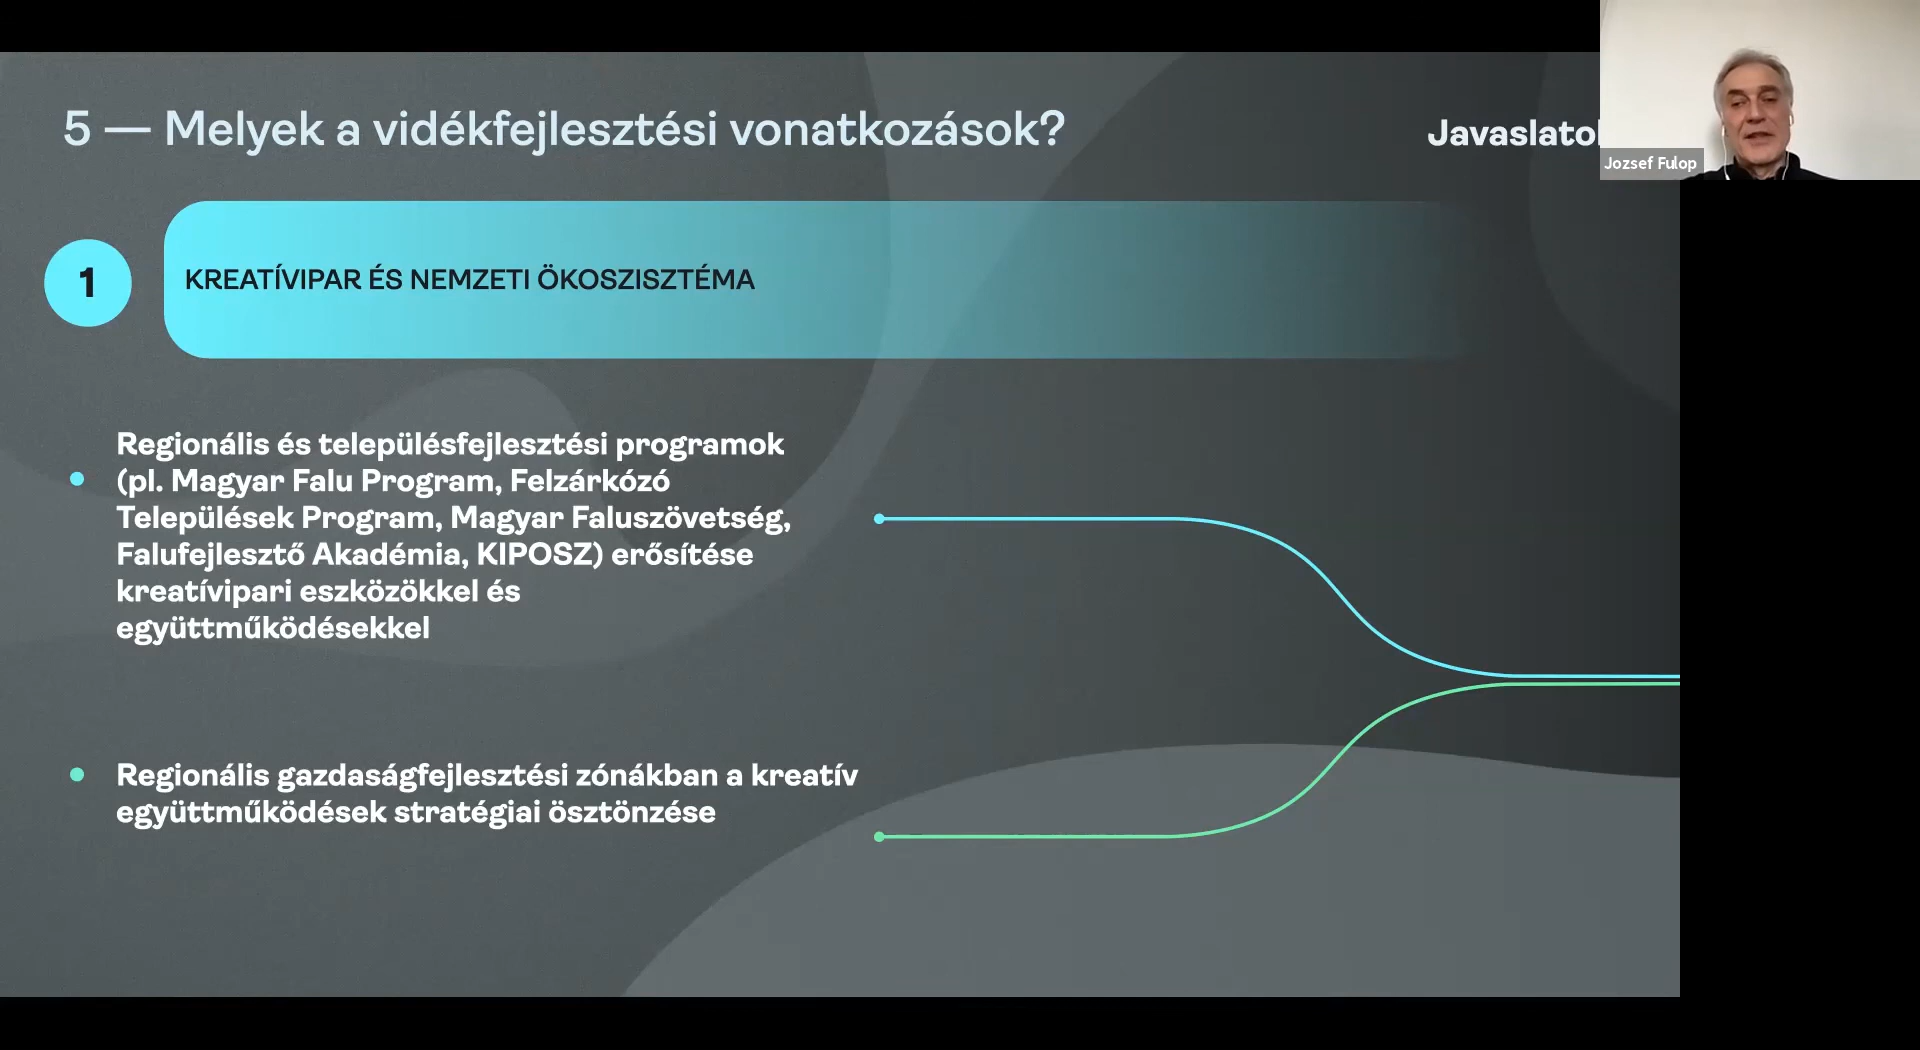 5 — Melyek a vidékfejlesztési vonatkozások?
Jozsef Fulop
1
KREATÍVIPAR ÉS NEMZETI ÖKOSZISZTÉMA
Regionális és településfejlesztési programok
(pl. Magyar Falu Program, Felzárkózó
Települések Program, Magyar Faluszövetség,
Falufejlesztő Akadémia, KIPOSZ) erősítése
kreatívipari eszközökkel és
együttműködésekkel
Regionális gazdaságfejlesztési zónákban a kreatív
együttműködések stratégiai ösztönzése